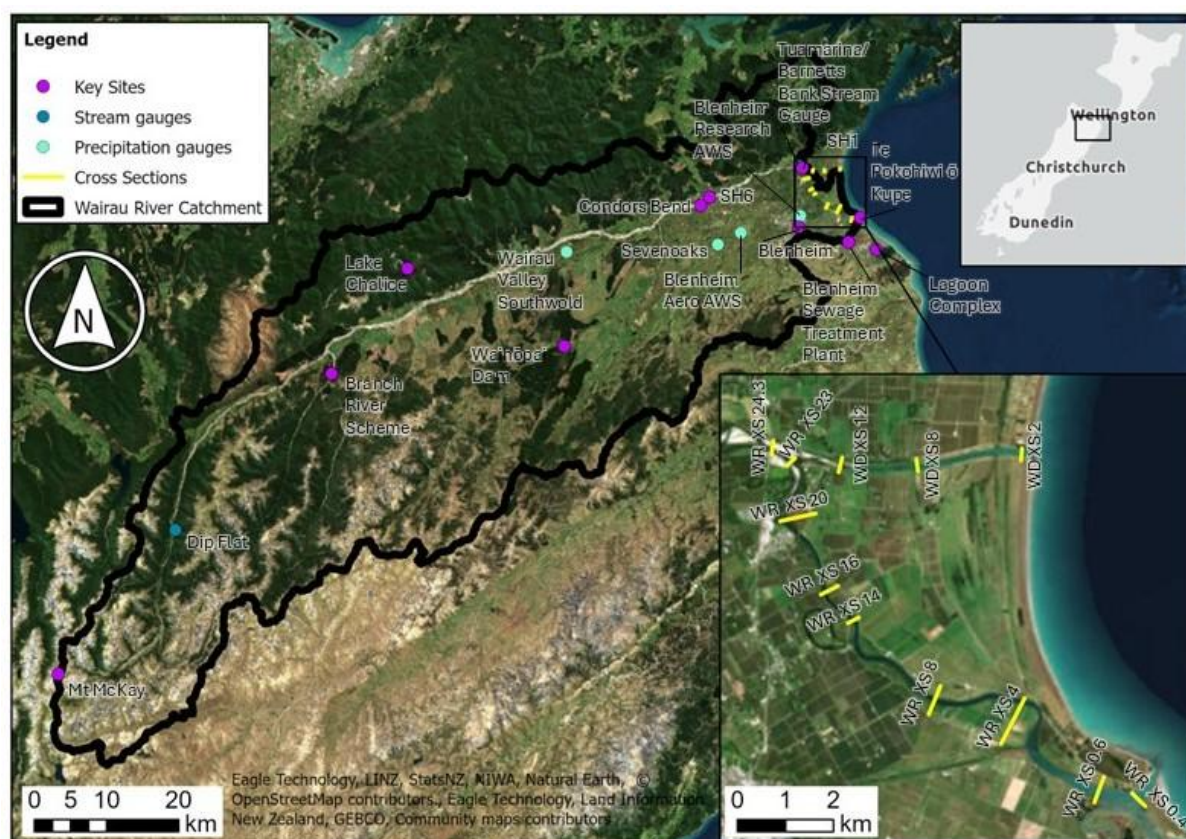 Legend
Key Sites
Stream gauges
Precipitation gauges
Cross Sections
Wairau River Catchment
N
Tuamarina/
Barnetts
Bank Stream
Gauge
Blenheim
Research
AWS
SH1
Te
Pokohiwi ō
Kupe
SH6
Condors Bend
Lake
Chalice
Wairau
Valley
Southwold
Sevenoaks
Blenheim
Aero AWS
Blenheim
Blenheim
Sewage
Treatment
Plant
Lagoon
Complex
Waihōpai
Dam
Branch
River
Scheme
Dip Flat
Mt McKay
Wellington
Christchurch
Dunedin
WR XS 24.3
WR XS 23
WD XS 12
WD XS 8
WD XS 2
WR XS 20
WR XS 16
WR XS 14
WR XS 8
WR XS 4
WR XS 0.6
WR XS 0.4
0 5 10 20
km
0 1 2
km
Eagle Technology, LINZ, StatsNZ, NIWA, Natural Earth, ©
OpenStreetMap contributors., Eagle Technology, Land Information
New Zealand, GEBCO, Community maps contributors